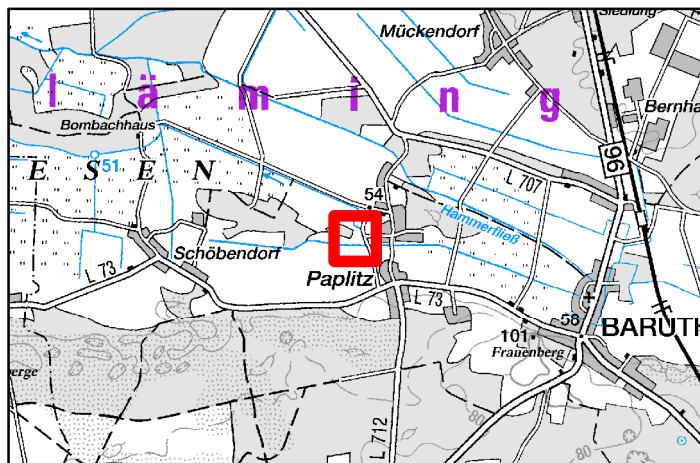 Siedlung
Mückendorf
l ä m i n g
Bernha
Bombachhaus
96
E S E N
51
L 707
54
Hammerfließ
Schöbendorf
L 73
Paplitz
L 73
58
BARUTH
101
Frauenberg
erge
L 712
80
80